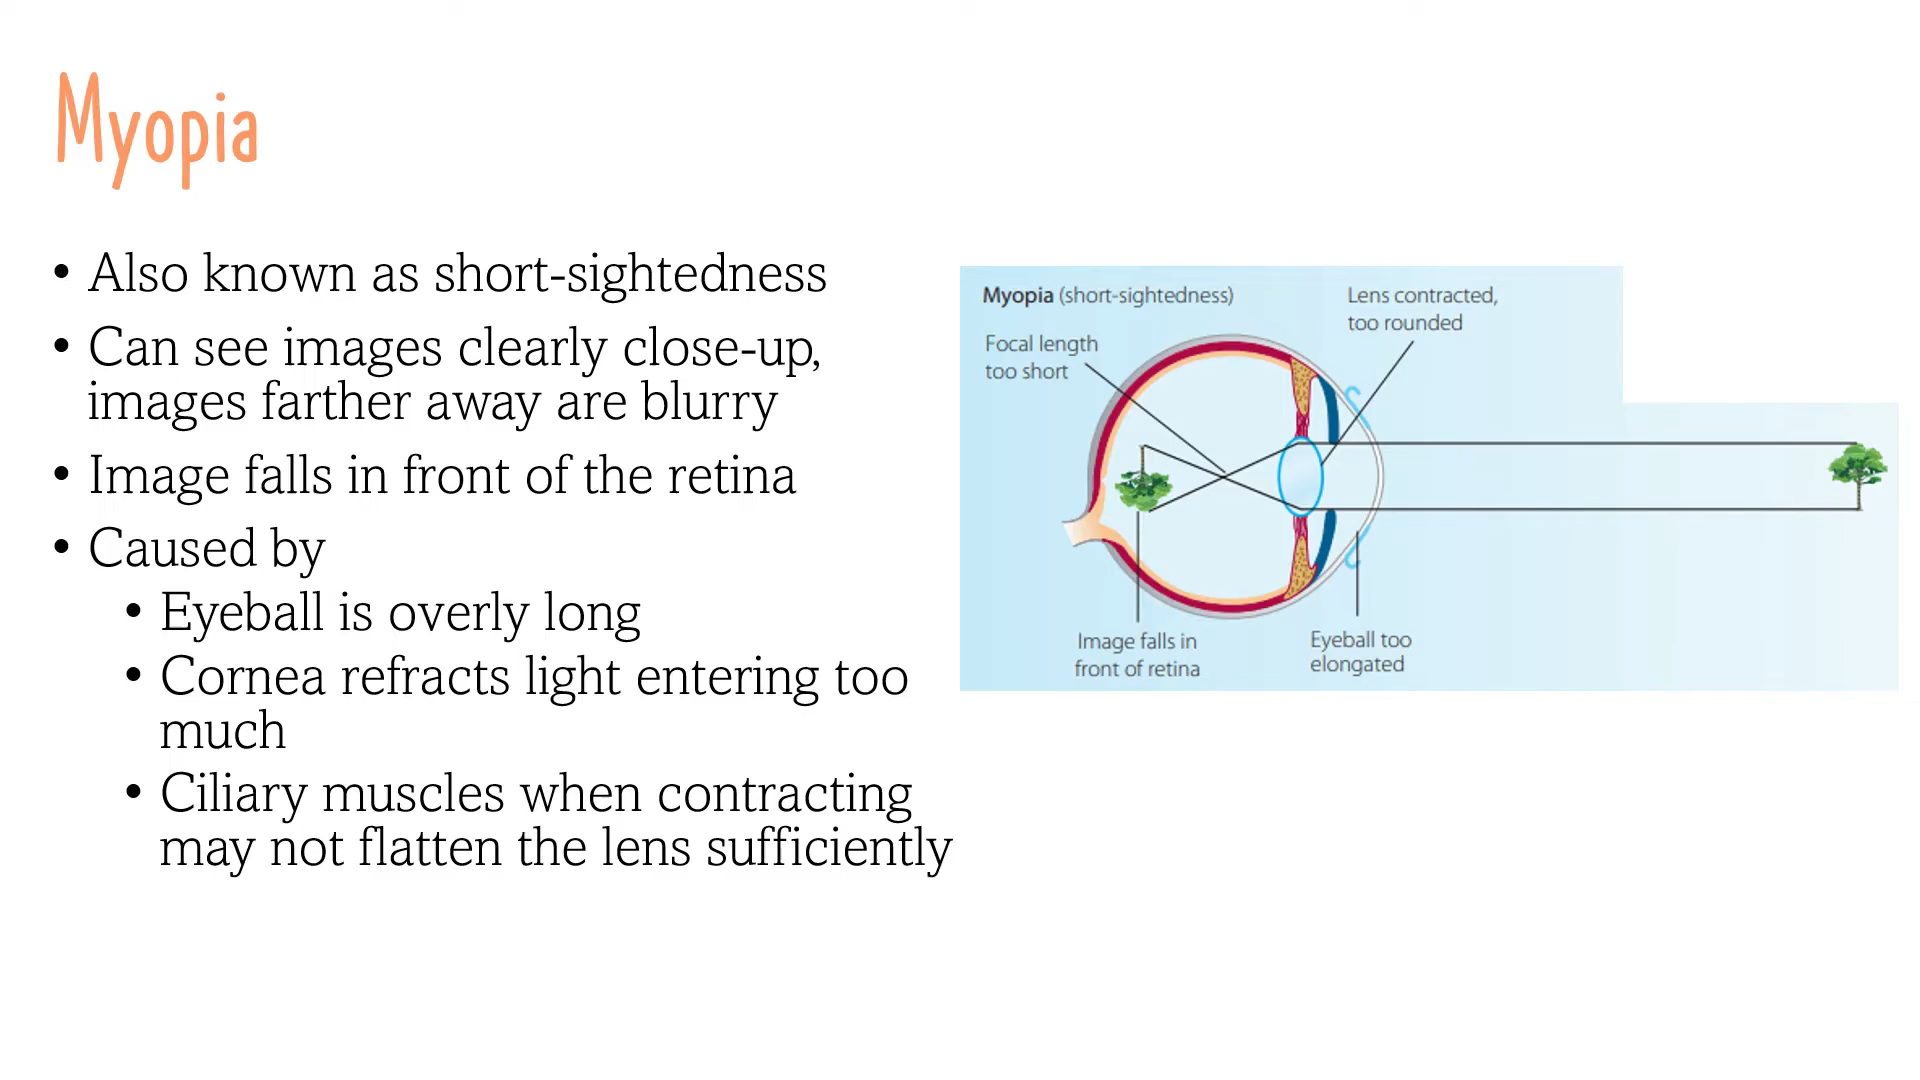 Myopia
• Also known as short-sightedness
• Can see images clearly close-up,
images farther away are blurry
• Image falls in front of the retina
• Caused by
• Eyeball is overly long
• Cornea refracts light entering too
much
• Ciliary muscles when contracting
may not flatten the lens sufficiently
Myopia (short-sightedness)
Lens contracted,
too rounded
Focal length
too short
Image falls in
front of retina
Eyeball too
elongated